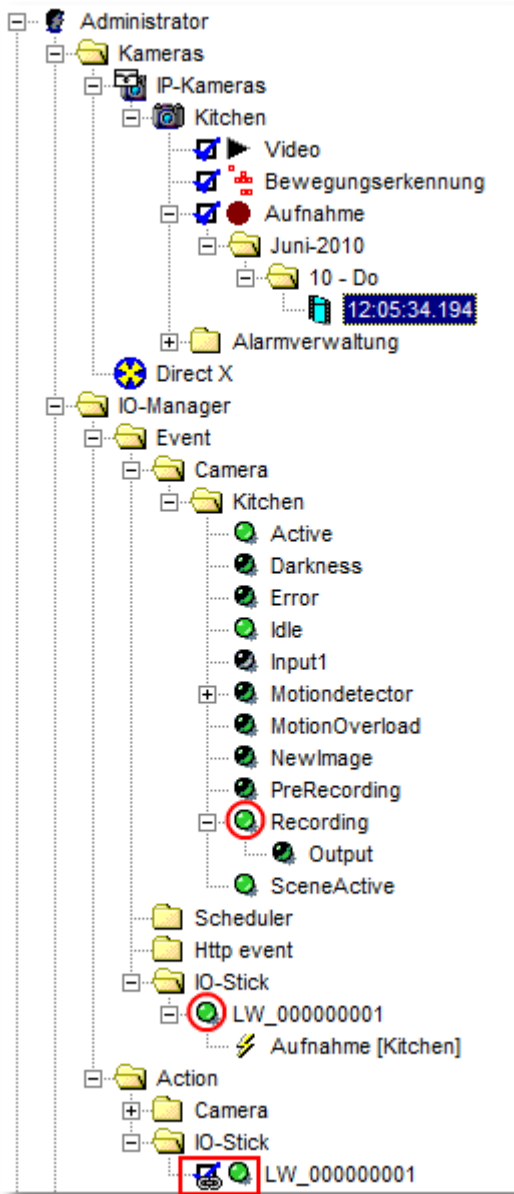 Administrator
Kameras
IP-Kameras
Kitchen
Video
Bewegungserkennung
Aufnahme
Juni-2010
10 - Do
12:05:34.194
Alarmverwaltung
Direct X
IO-Manager
Event
Camera
Kitchen
Active
Darkness
Error
Idle
Input1
Motiondetector
MotionOverload
NewImage
PreRecording
Recording
Output
SceneActive
Scheduler
Http event
IO-Stick
LW_000000001
Aufnahme [Kitchen]
Action
Camera
IO-Stick
LW_000000001